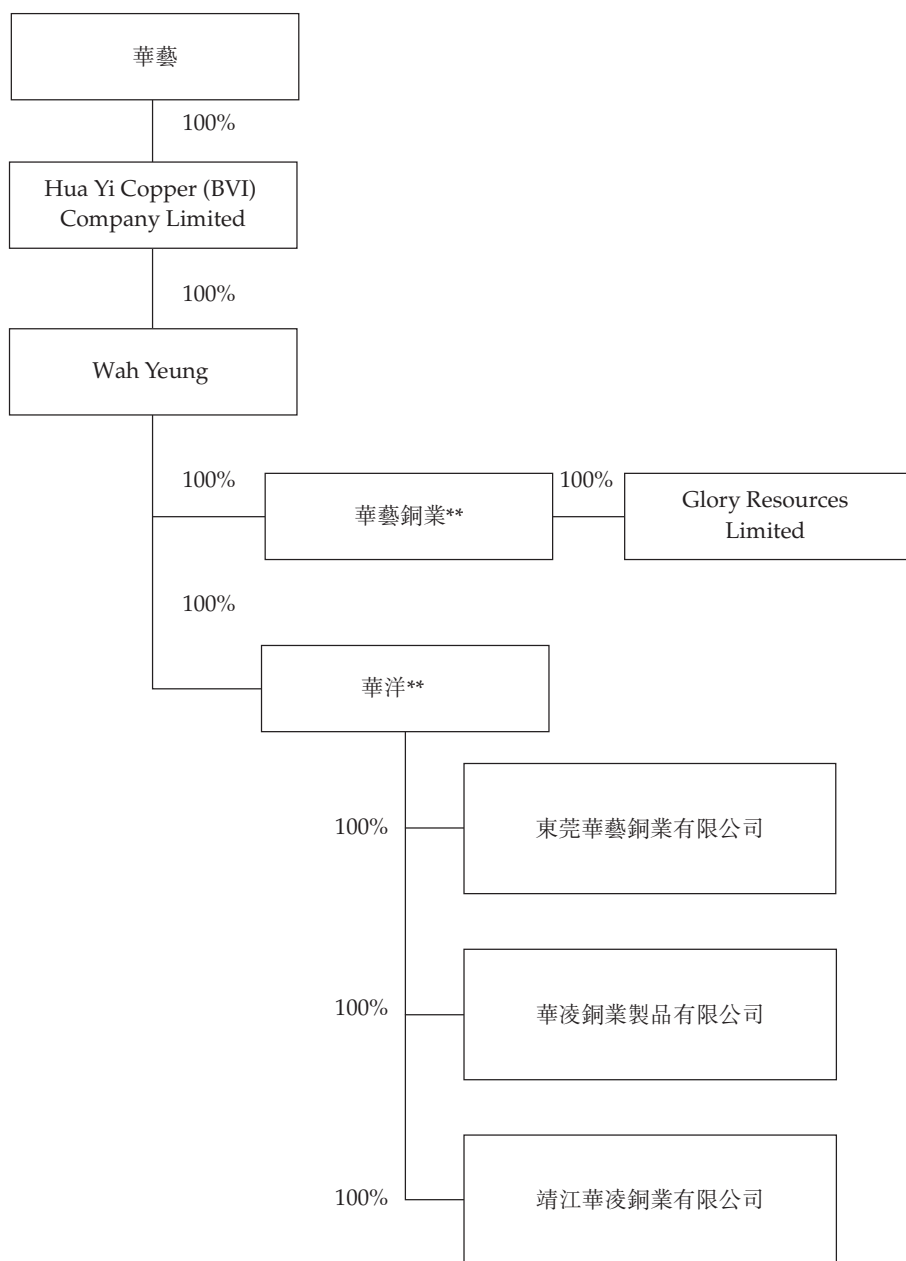 華藝
100%
Hua Yi Copper (BVI)
Company Limited
100%
Wah Yeung
100%
華藝銅業**
100%
Glory Resources
Limited
100%
華洋**
100%
東莞華藝銅業有限公司
100%
華凌銅業製品有限公司
100%
靖江華凌銅業有限公司